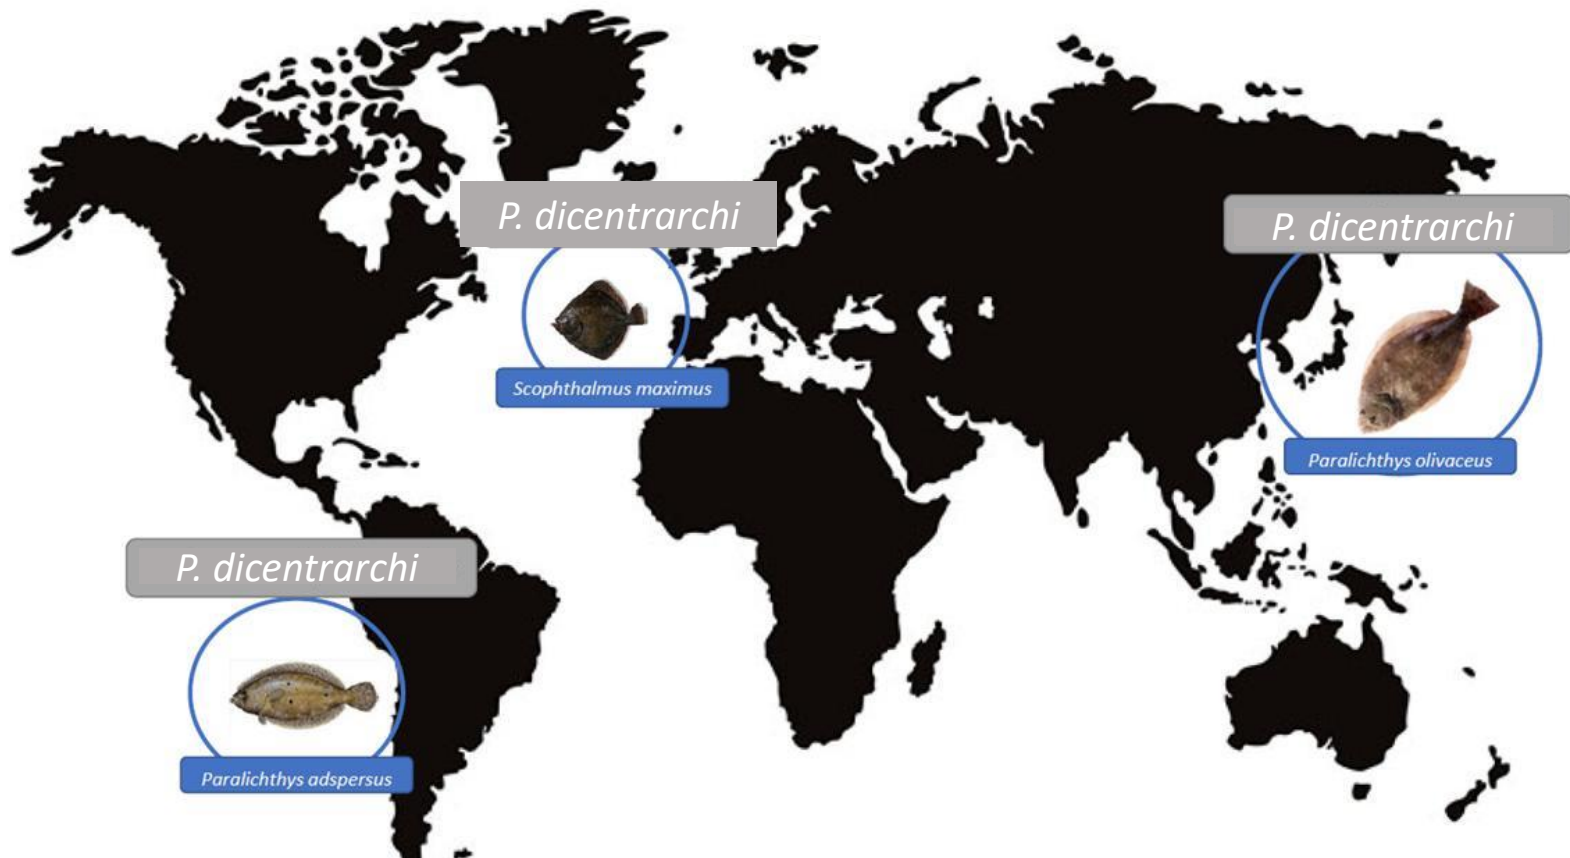 P. dicentrarchi
Scophthalmus maximus
P. dicentrarchi
Paralichthys olivaceus
P. dicentrarchi
Paralichthys adspersus